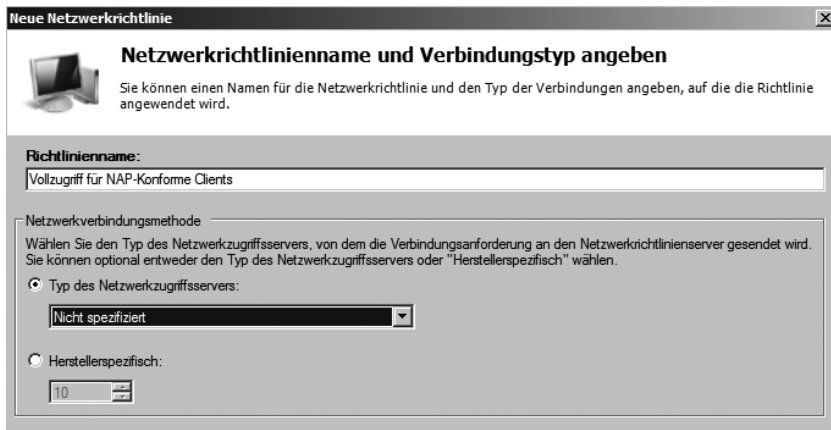 Neue Netzwerkrichtlinie
Netzwerkrichtlinienname und Verbindungstyp angeben
Sie können einen Namen für die Netzwerkrichtlinie und den Typ der Verbindungen angeben, auf die die Richtlinie
angewendet wird.
Richtlinienname:
Vollzugriff für NAP-Konforme Clients
Netzwerkverbindungsmethode
Wählen Sie den Typ des Netzwerkzugriffsservers, von dem die Verbindungsanforderung an den Netzwerkrichtlinienserver gesendet wird.
Sie können optional entweder den Typ des Netzwerkzugriffsservers oder "Herstellerspezifisch" wählen.
Typ des Netzwerkzugriffsservers:
Nicht spezifiziert
Herstellerspezifisch:
10